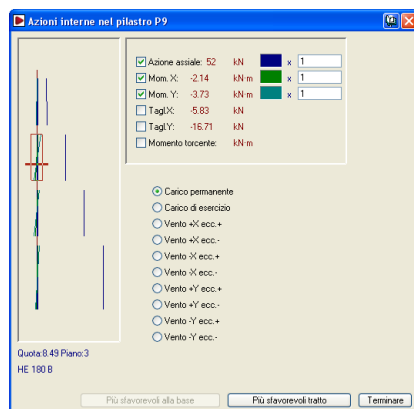 Azioni interne nel pilastro P9
Azione assiale: 52 kN x 1
Mom. X: -2.14 kN·m x 1
Mom. Y: -3.73 kN·m x 1
Tagl.X: -5.83 kN
Tagl.Y: -16.71 kN
Momento torcente: kN·m
Carico permanente
Carico di esercizio
Vento +X ecc.+
Vento +X ecc.-
Vento -X ecc.+
Vento -X ecc.-
Vento +Y ecc.+
Vento +Y ecc.-
Vento -Y ecc.+
Vento -Y ecc.-
Quota:8.49 Piano:3
HE 180 B
Più sfavorevoli alla base
Più sfavorevoli tratto
Terminare